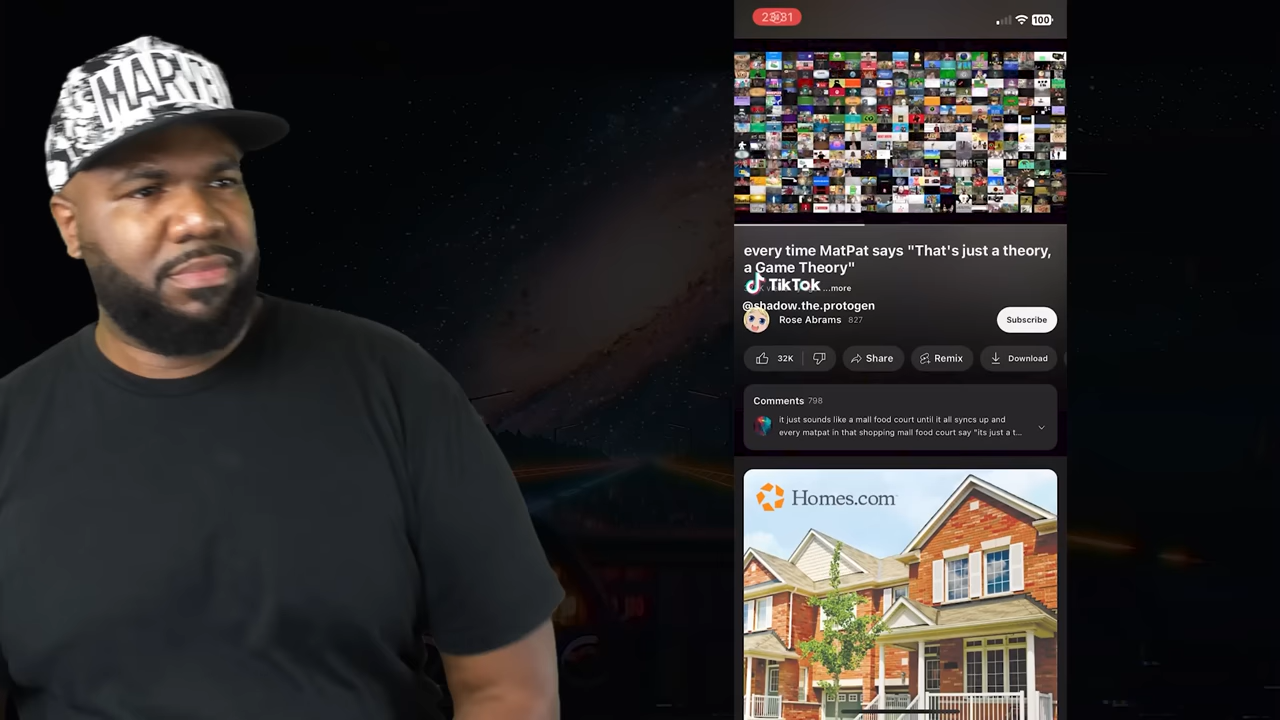 MARVEL
23:31
100
every time MatPat says "That's just a theory,
a Game Theory"
TikTok
...more
@shadow.the.protogen
Rose Abrams 827
Subscribe
32K
Share
Remix
Download
Comments 798
it just sounds like a mall food court until it all syncs up and
every matpat in that shopping mall food court say "its just a t...
Homes.com